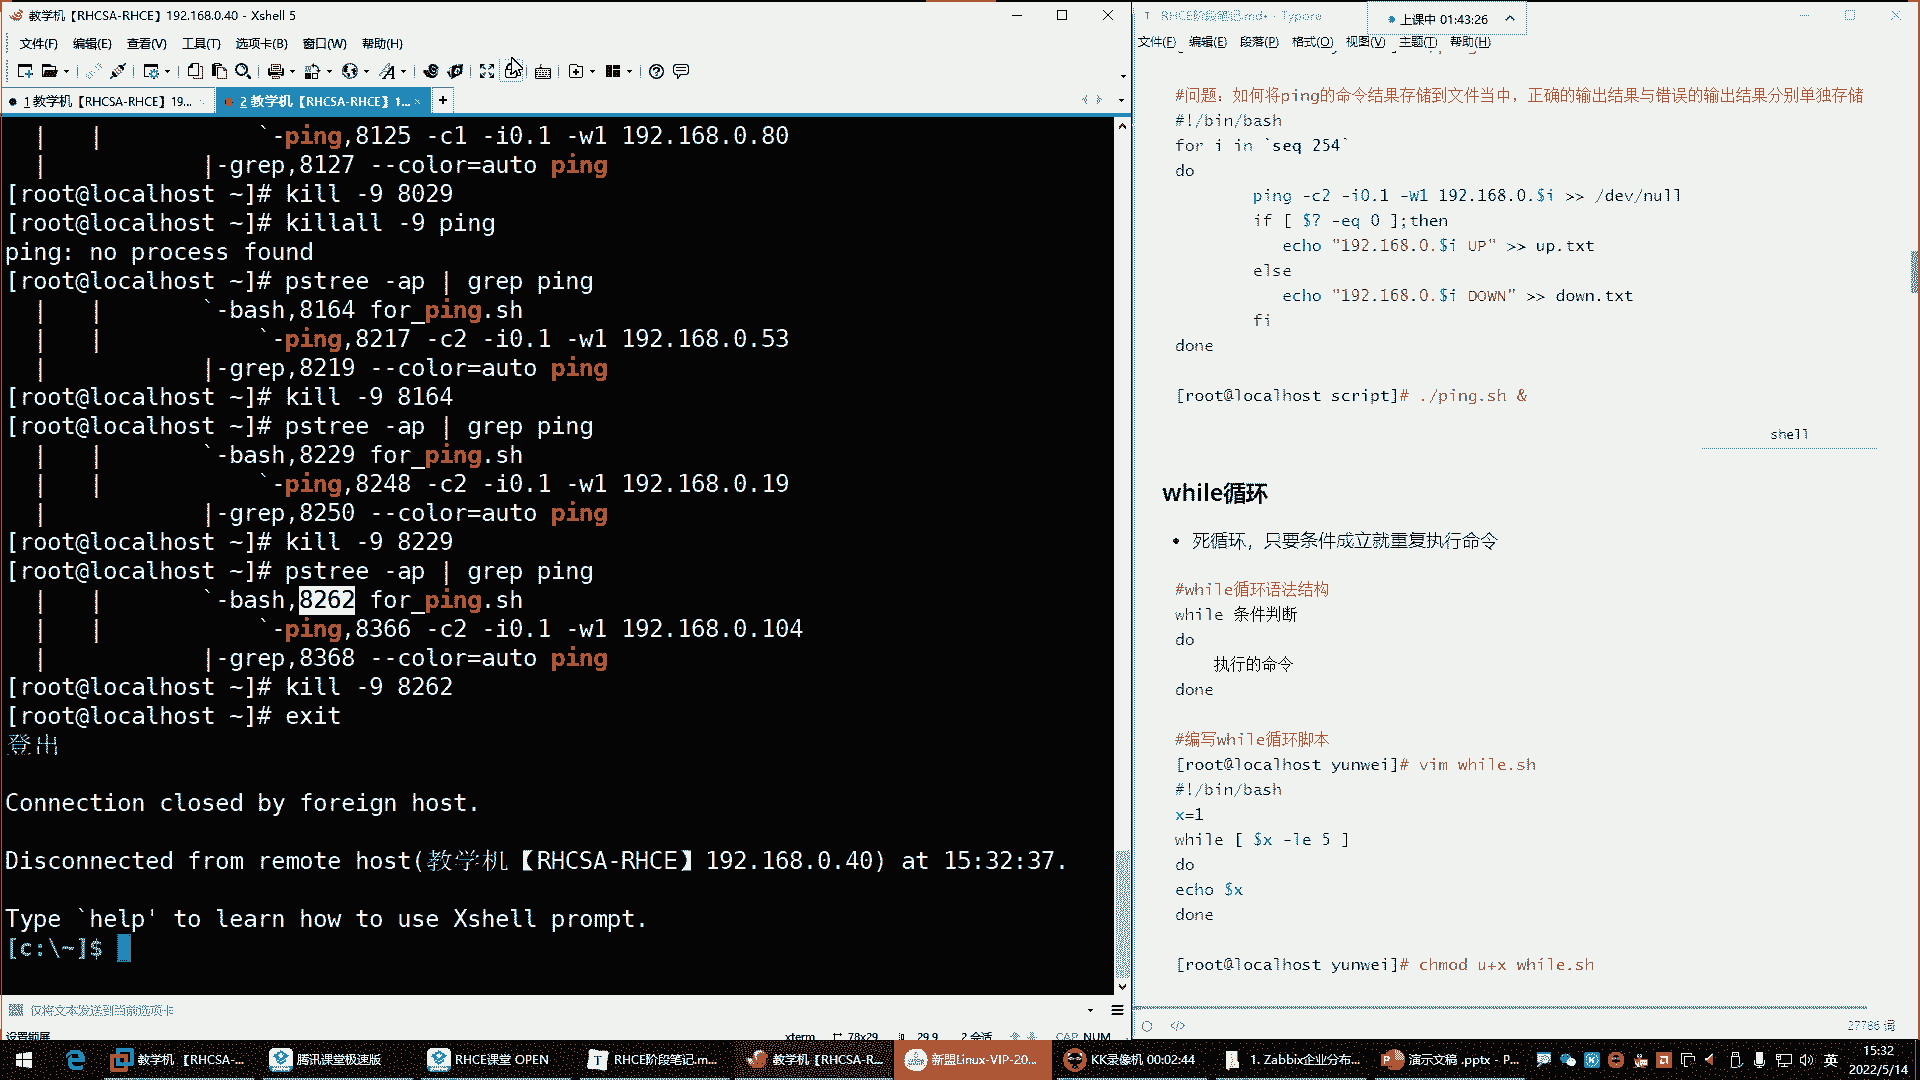 教学机【RHCSA-RHCE】192.168.0.40 - Xshell 5
文件(F) 编辑(E) 查看(V) 工具(T) 选项卡(B) 窗口(W) 帮助(H)
1 教学机【RHCSA-RHCE】19...
2 教学机【RHCSA-RHCE】1...
| | `-ping,8125 -c1 -i0.1 -w1 192.168.0.80
| |-grep,8127 --color=auto ping
[root@localhost ~]# kill -9 8029
[root@localhost ~]# killall -9 ping
ping: no process found
[root@localhost ~]# pstree -ap | grep ping
| | `-bash,8164 for_ping.sh
| | `-ping,8217 -c2 -i0.1 -w1 192.168.0.53
| |-grep,8219 --color=auto ping
[root@localhost ~]# kill -9 8164
[root@localhost ~]# pstree -ap | grep ping
| | `-bash,8229 for_ping.sh
| | `-ping,8248 -c2 -i0.1 -w1 192.168.0.19
| |-grep,8250 --color=auto ping
[root@localhost ~]# kill -9 8229
[root@localhost ~]# pstree -ap | grep ping
| | `-bash,8262 for_ping.sh
| | `-ping,8366 -c2 -i0.1 -w1 192.168.0.104
| |-grep,8368 --color=auto ping
[root@localhost ~]# kill -9 8262
[root@localhost ~]# exit
登出
Connection closed by foreign host.
Disconnected from remote host(教学机【RHCSA-RHCE】192.168.0.40) at 15:32:37.
Type `help' to learn how to use Xshell prompt.
[c:\~]$
仅将文本发送到当前选项卡
设置锁屏 xterm 78x29 29,9 2 会话 CAP NUM
RHCE阶段笔记.md• - Typora
上课中 01:43:26
文件(F) 编辑(E) 段落(P) 格式(O) 视图(V) 主题(T) 帮助(H)
#问题：如何将ping的命令结果存储到文件当中，正确的输出结果与错误的输出结果分别单独存储
#!/bin/bash
for i in `seq 254`
do
ping -c2 -i0.1 -W1 192.168.0.$i >> /dev/null
if [ $? -eq 0 ];then
echo "192.168.0.$i UP" >> up.txt
else
echo "192.168.0.$i DOWN" >> down.txt
fi
done
[root@localhost script]# ./ping.sh &
shell
while循环
• 死循环，只要条件成立就重复执行命令
#while循环语法结构
while 条件判断
do
执行的命令
done
#编写while循环脚本
[root@localhost yunwei]# vim while.sh
#!/bin/bash
x=1
while [ $x -le 5 ]
do
echo $x
done
[root@localhost yunwei]# chmod u+x while.sh
27786 词
教学机【RHCSA-...
腾讯课堂极速版
RHCE课堂 OPEN
RHCE阶段笔记.m...
教学机【RHCSA-R...
新盟Linux-VIP-20...
KK录像机 00:02:44
1. Zabbix企业分布...
演示文稿 .pptx - P...
英
15:32
2022/5/14